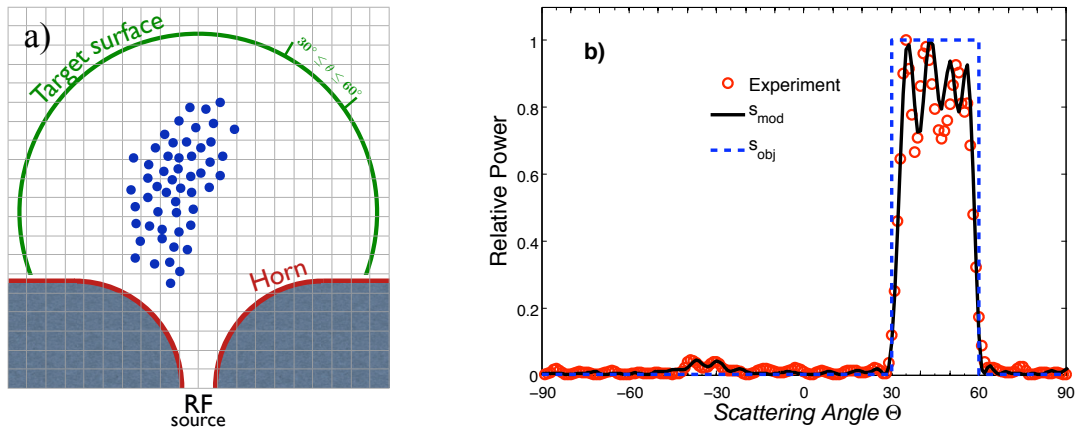 a)
Target surface
30° ≤ θ ≤ 60°
Horn
RF
source
b)
Experiment
s_mod
s_obj
Relative Power
1
0.8
0.6
0.4
0.2
0
−90
−60
−30
0
30
60
90
Scattering Angle Θ